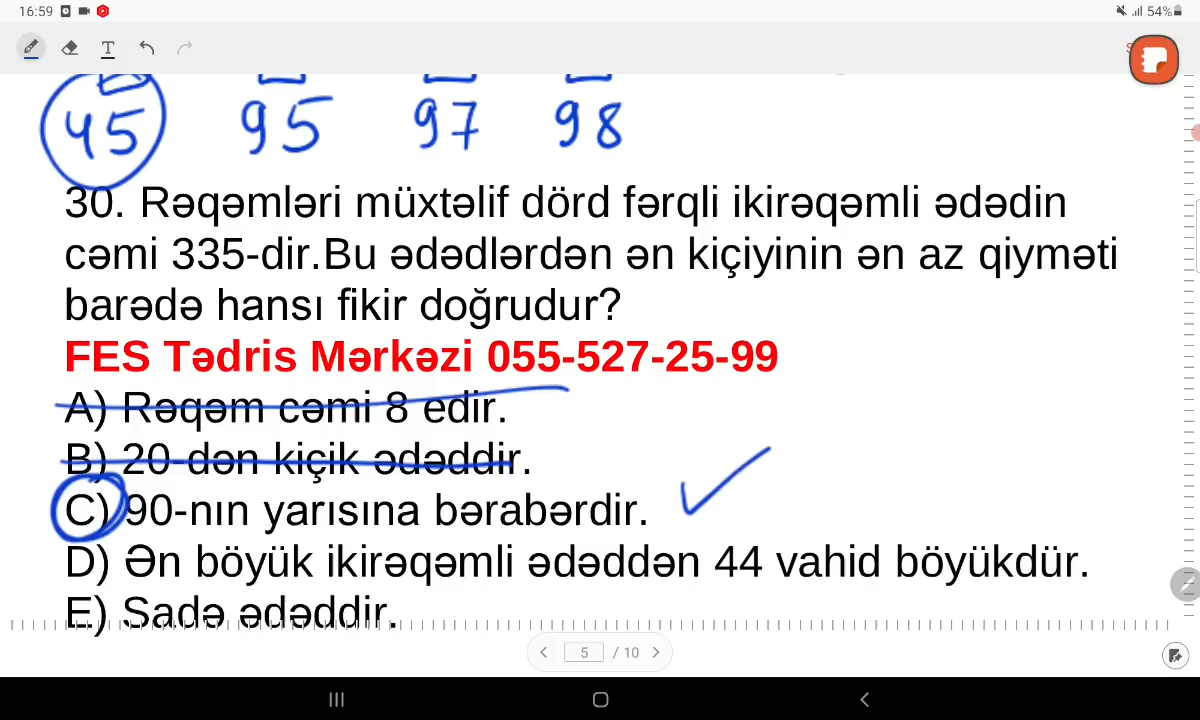 16:59
54%
45 95 97 98
30. Rəqəmləri müxtəlif dörd fərqli ikirəqəmli ədədin
cəmi 335-dir.Bu ədədlərdən ən kiçiyinin ən az qiyməti
barədə hansı fikir doğrudur?
FES Tədris Mərkəzi 055-527-25-99
A) Rəqəm cəmi 8 edir.
B) 20-dən kiçik ədəddir.
C) 90-nın yarısına bərabərdir.
D) Ən böyük ikirəqəmli ədəddən 44 vahid böyükdür.
E) Sadə ədəddir.
5 / 10